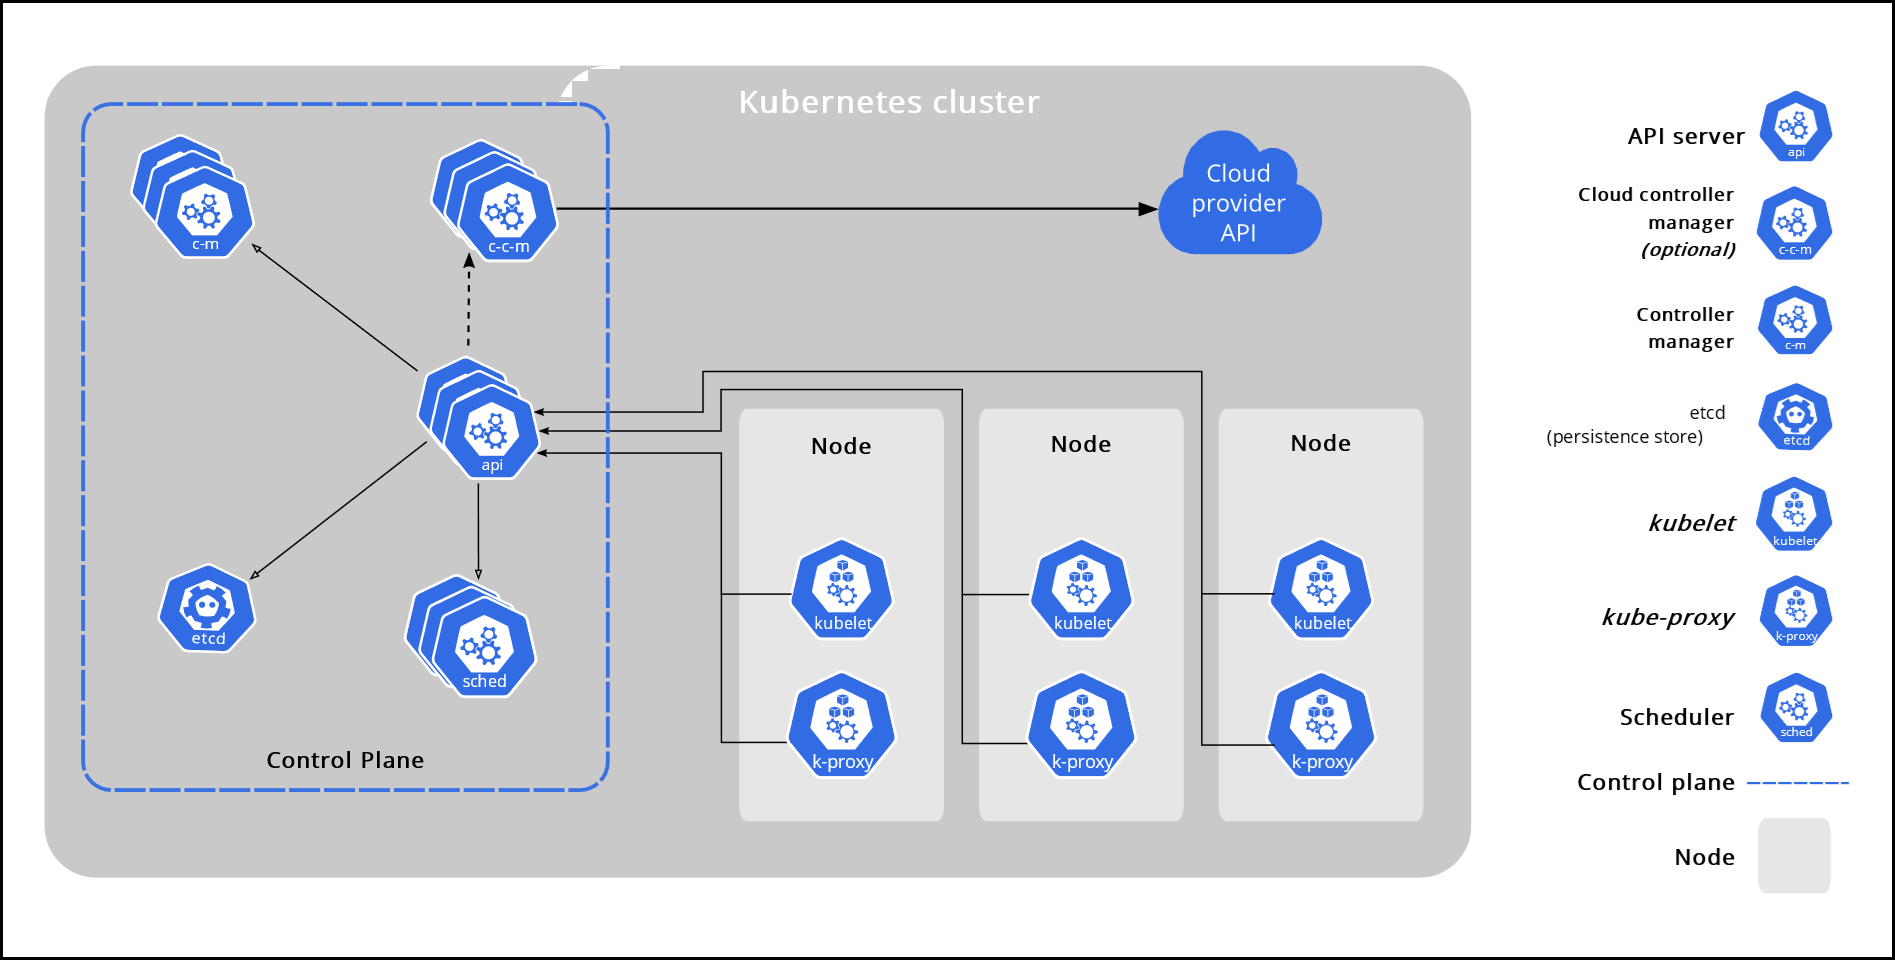 Kubernetes cluster
c-m
c-c-m
Cloud
provider
API
api
etcd
sched
Control Plane
Node
kubelet
k-proxy
Node
kubelet
k-proxy
Node
kubelet
k-proxy
API server
api
Cloud controller
manager
(optional)
c-c-m
Controller
manager
c-m
etcd
(persistence store)
etcd
kubelet
kubelet
kube-proxy
k-proxy
Scheduler
sched
Control plane
Node